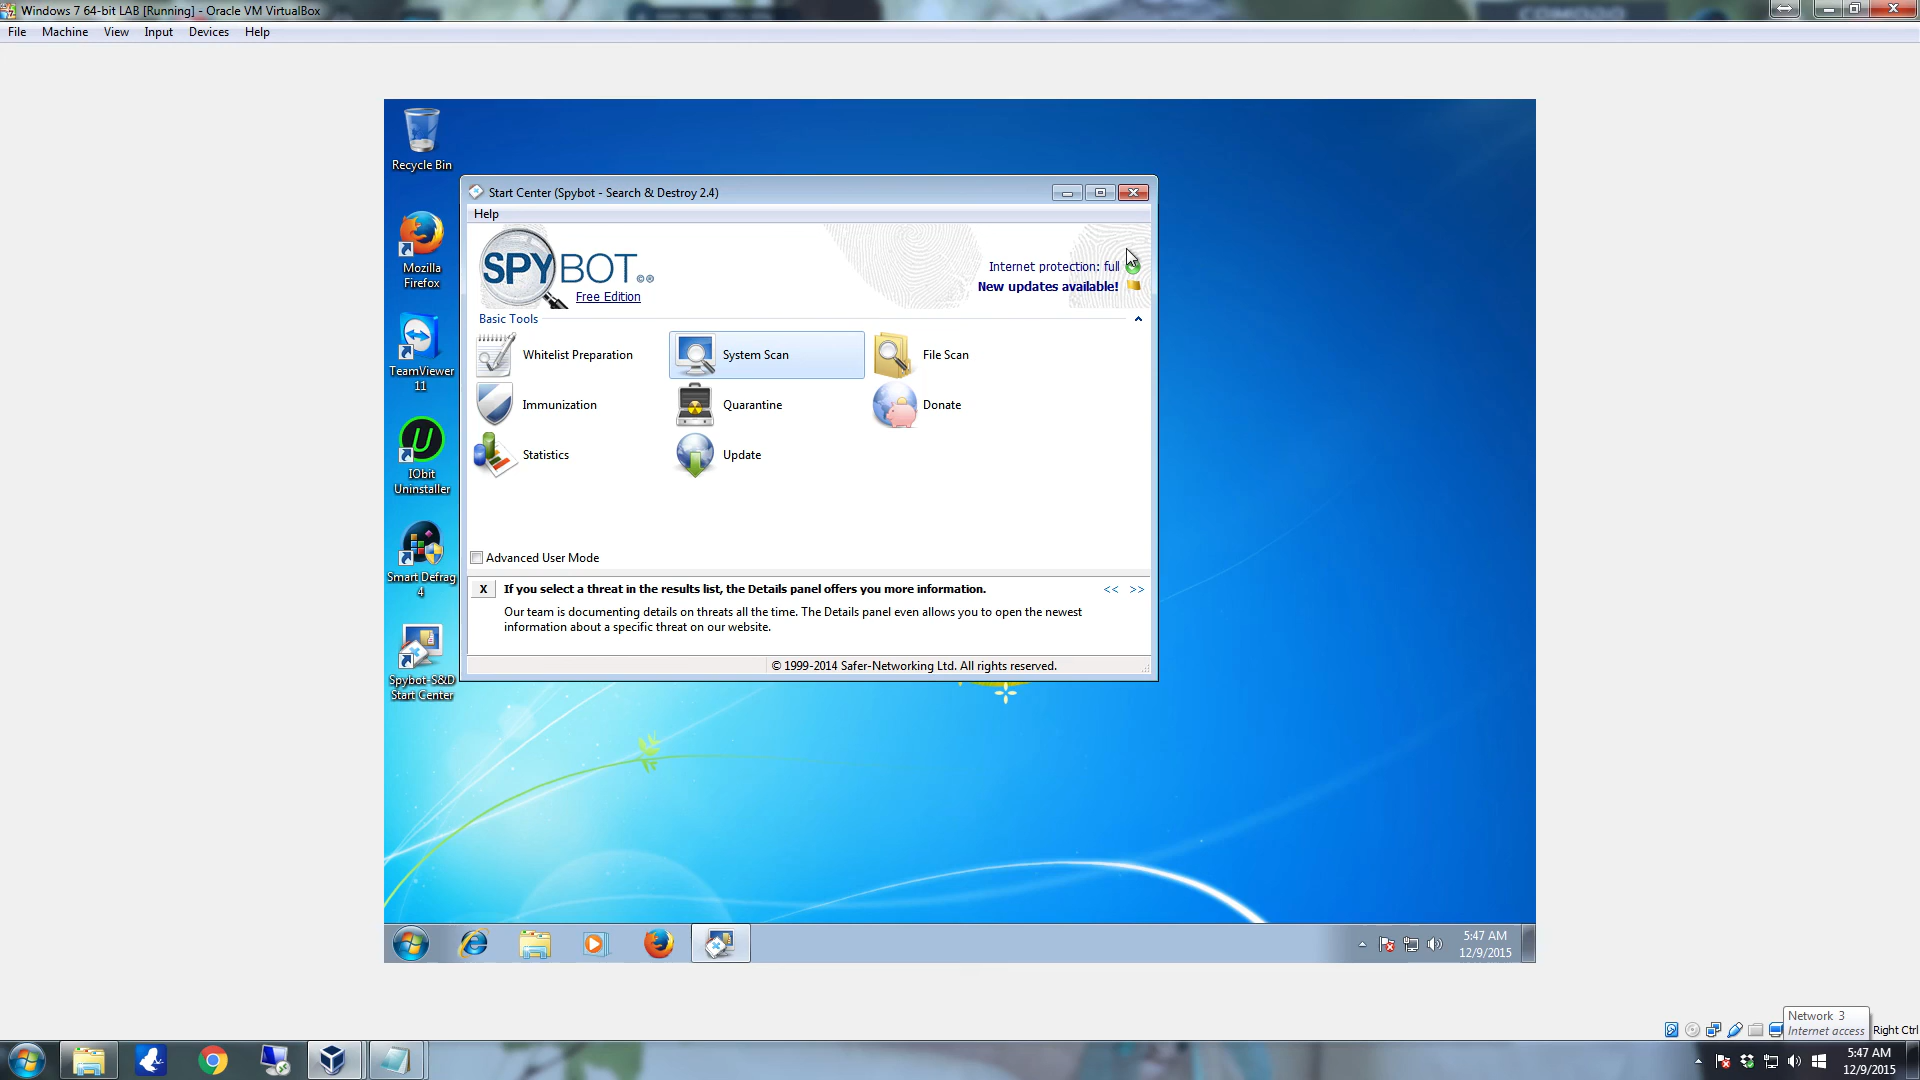 Windows 7 64-bit LAB [Running] - Oracle VM VirtualBox
COMODO
File Machine View Input Devices Help
Recycle Bin
Mozilla
Firefox
TeamViewer
11
IObit
Uninstaller
Smart Defrag
4
Spybot-S&D
Start Center
Start Center (Spybot - Search & Destroy 2.4)
Help
SPYBOT
Free Edition
Internet protection: full
New updates available!
Basic Tools
Whitelist Preparation
System Scan
File Scan
Immunization
Quarantine
Donate
Statistics
Update
Advanced User Mode
X
If you select a threat in the results list, the Details panel offers you more information.
<< >>
Our team is documenting details on threats all the time. The Details panel even allows you to open the newest
information about a specific threat on our website.
© 1999-2014 Safer-Networking Ltd. All rights reserved.
5:47 AM
12/9/2015
Network 3
Internet access
Right Ctrl
5:47 AM
12/9/2015